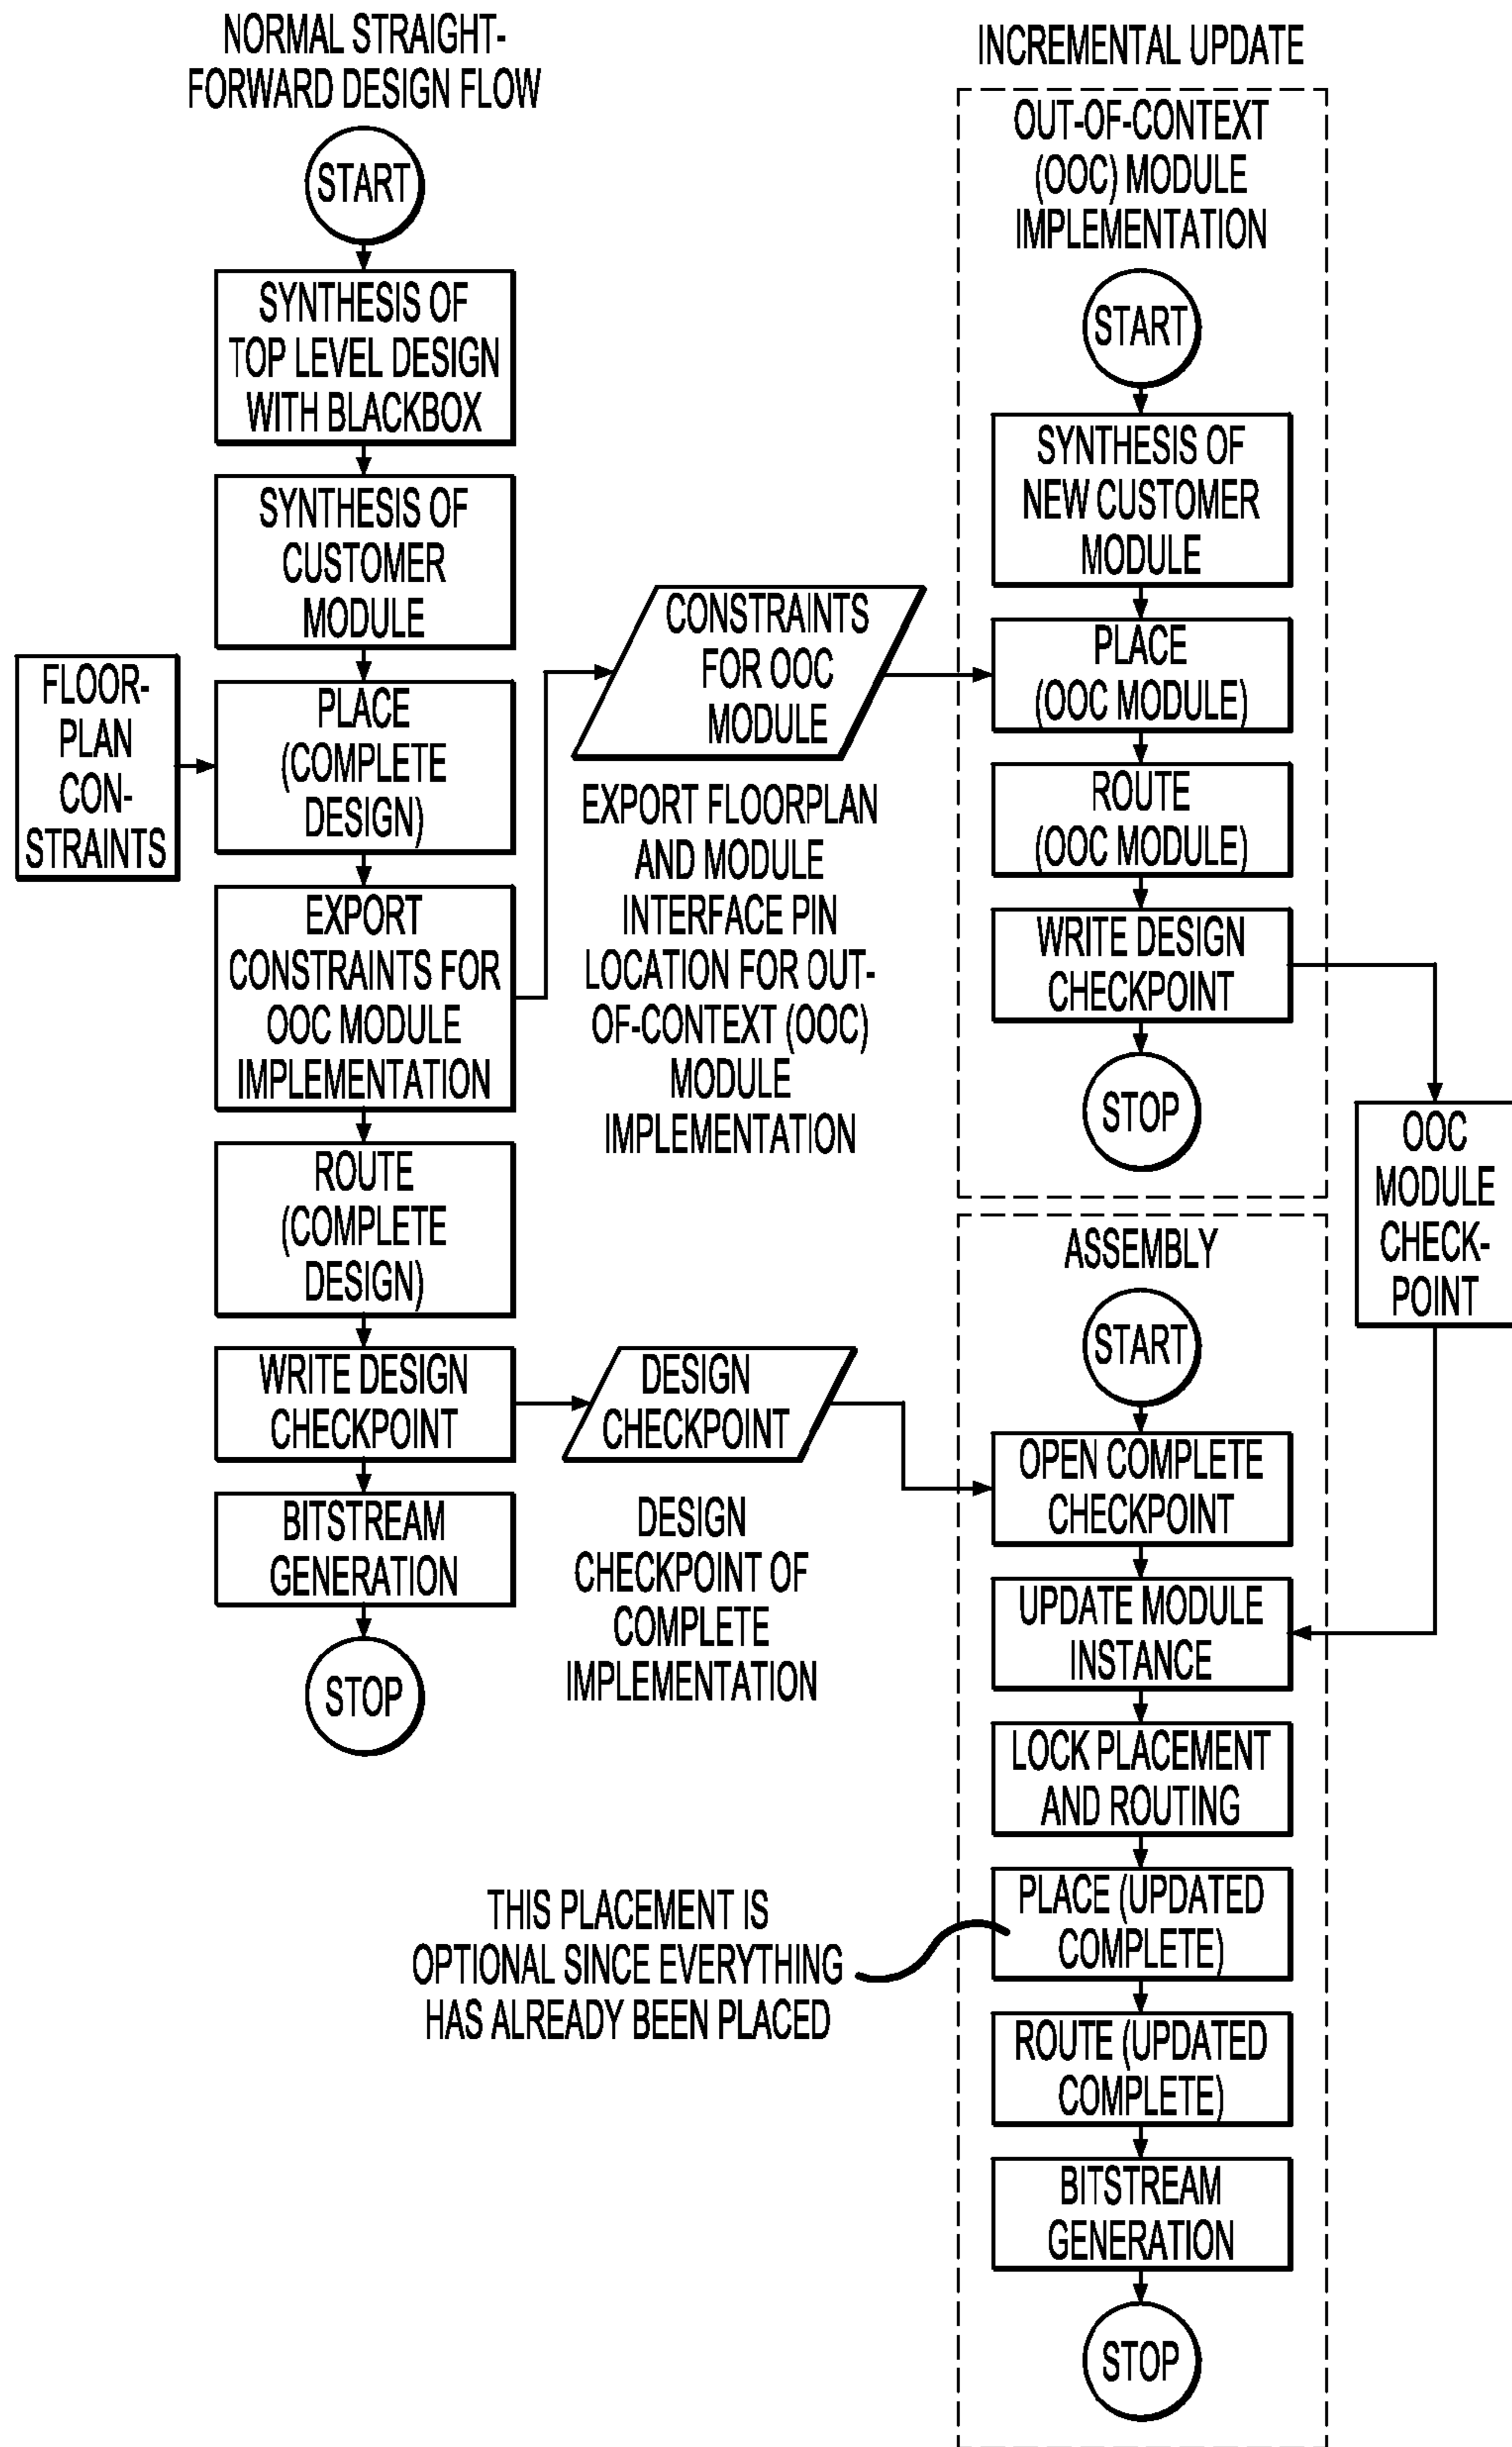 NORMAL STRAIGHT-
FORWARD DESIGN FLOW
START
SYNTHESIS OF
TOP LEVEL DESIGN
WITH BLACKBOX
SYNTHESIS OF
CUSTOMER
MODULE
FLOOR-
PLAN
CON-
STRAINTS
PLACE
(COMPLETE
DESIGN)
EXPORT
CONSTRAINTS FOR
OOC MODULE
IMPLEMENTATION
ROUTE
(COMPLETE
DESIGN)
WRITE DESIGN
CHECKPOINT
BITSTREAM
GENERATION
STOP
CONSTRAINTS
FOR OOC
MODULE
EXPORT FLOORPLAN
AND MODULE
INTERFACE PIN
LOCATION FOR OUT-
OF-CONTEXT (OOC)
MODULE
IMPLEMENTATION
DESIGN
CHECKPOINT
DESIGN
CHECKPOINT OF
COMPLETE
IMPLEMENTATION
INCREMENTAL UPDATE
OUT-OF-CONTEXT
(OOC) MODULE
IMPLEMENTATION
START
SYNTHESIS OF
NEW CUSTOMER
MODULE
PLACE
(OOC MODULE)
ROUTE
(OOC MODULE)
WRITE DESIGN
CHECKPOINT
STOP
OOC
MODULE
CHECK-
POINT
ASSEMBLY
START
OPEN COMPLETE
CHECKPOINT
UPDATE MODULE
INSTANCE
LOCK PLACEMENT
AND ROUTING
PLACE (UPDATED
COMPLETE)
THIS PLACEMENT IS
OPTIONAL SINCE EVERYTHING
HAS ALREADY BEEN PLACED
ROUTE (UPDATED
COMPLETE)
BITSTREAM
GENERATION
STOP